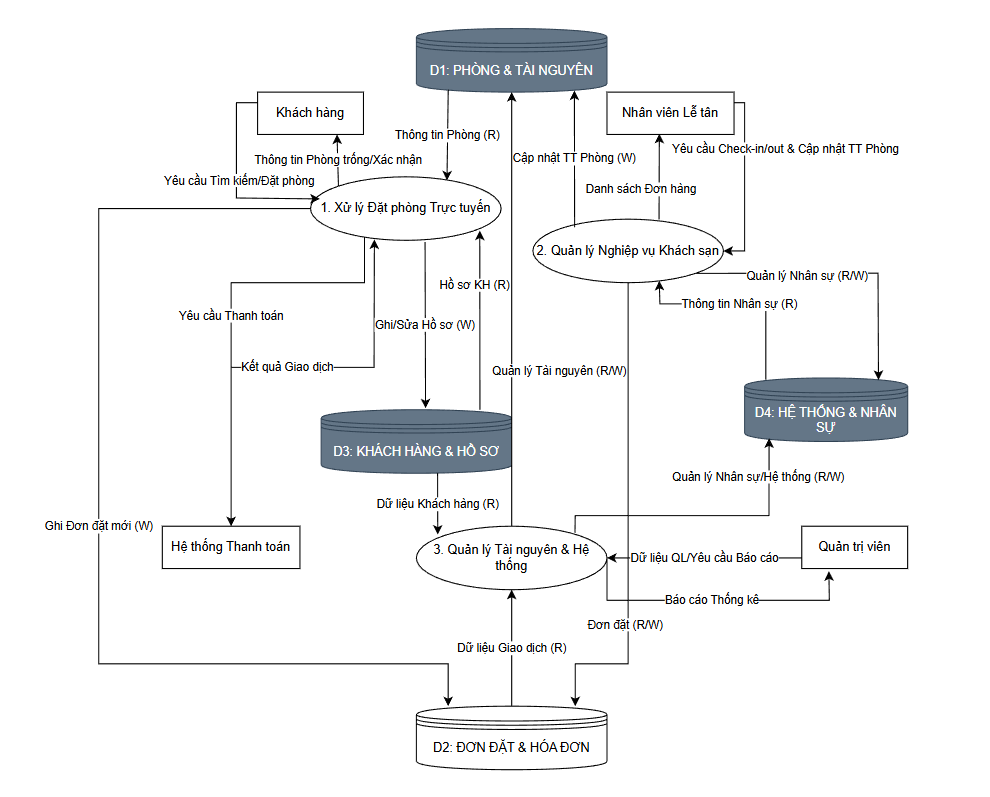 D1: PHÒNG & TÀI NGUYÊN
Khách hàng
Nhân viên Lễ tân
Thông tin Phòng (R)
Yêu cầu Check-in/out & Cập nhật TT Phòng
Thông tin Phòng trống/Xác nhận
Cập nhật TT Phòng (W)
Yêu cầu Tìm kiếm/Đặt phòng
Danh sách Đơn hàng
1. Xử lý Đặt phòng Trực tuyến
2. Quản lý Nghiệp vụ Khách sạn
Hồ sơ KH (R)
Quản lý Nhân sự (R/W)
Thông tin Nhân sự (R)
Yêu cầu Thanh toán
Ghi/Sửa Hồ sơ (W)
Kết quả Giao dịch
Quản lý Tài nguyên (R/W)
D4: HỆ THỐNG & NHÂN
SỰ
D3: KHÁCH HÀNG & HỒ SƠ
Quản lý Nhân sự/Hệ thống (R/W)
Dữ liệu Khách hàng (R)
Ghi Đơn đặt mới (W)
Hệ thống Thanh toán
3. Quản lý Tài nguyên & Hệ
thống
Dữ liệu QL/Yêu cầu Báo cáo
Quản trị viên
Báo cáo Thống kê
Đơn đặt (R/W)
Dữ liệu Giao dịch (R)
D2: ĐƠN ĐẶT & HÓA ĐƠN